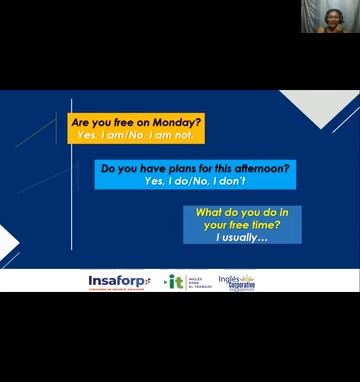 Are you free on Monday?
Yes, I am/No, I am not.
Do you have plans for this afternoon?
Yes, I do/No, I don't
What do you do in
your free time?
I usually...
Insaforp
it
INGLÉS
PARA
EL TRABAJO
Inglés
Corporativo